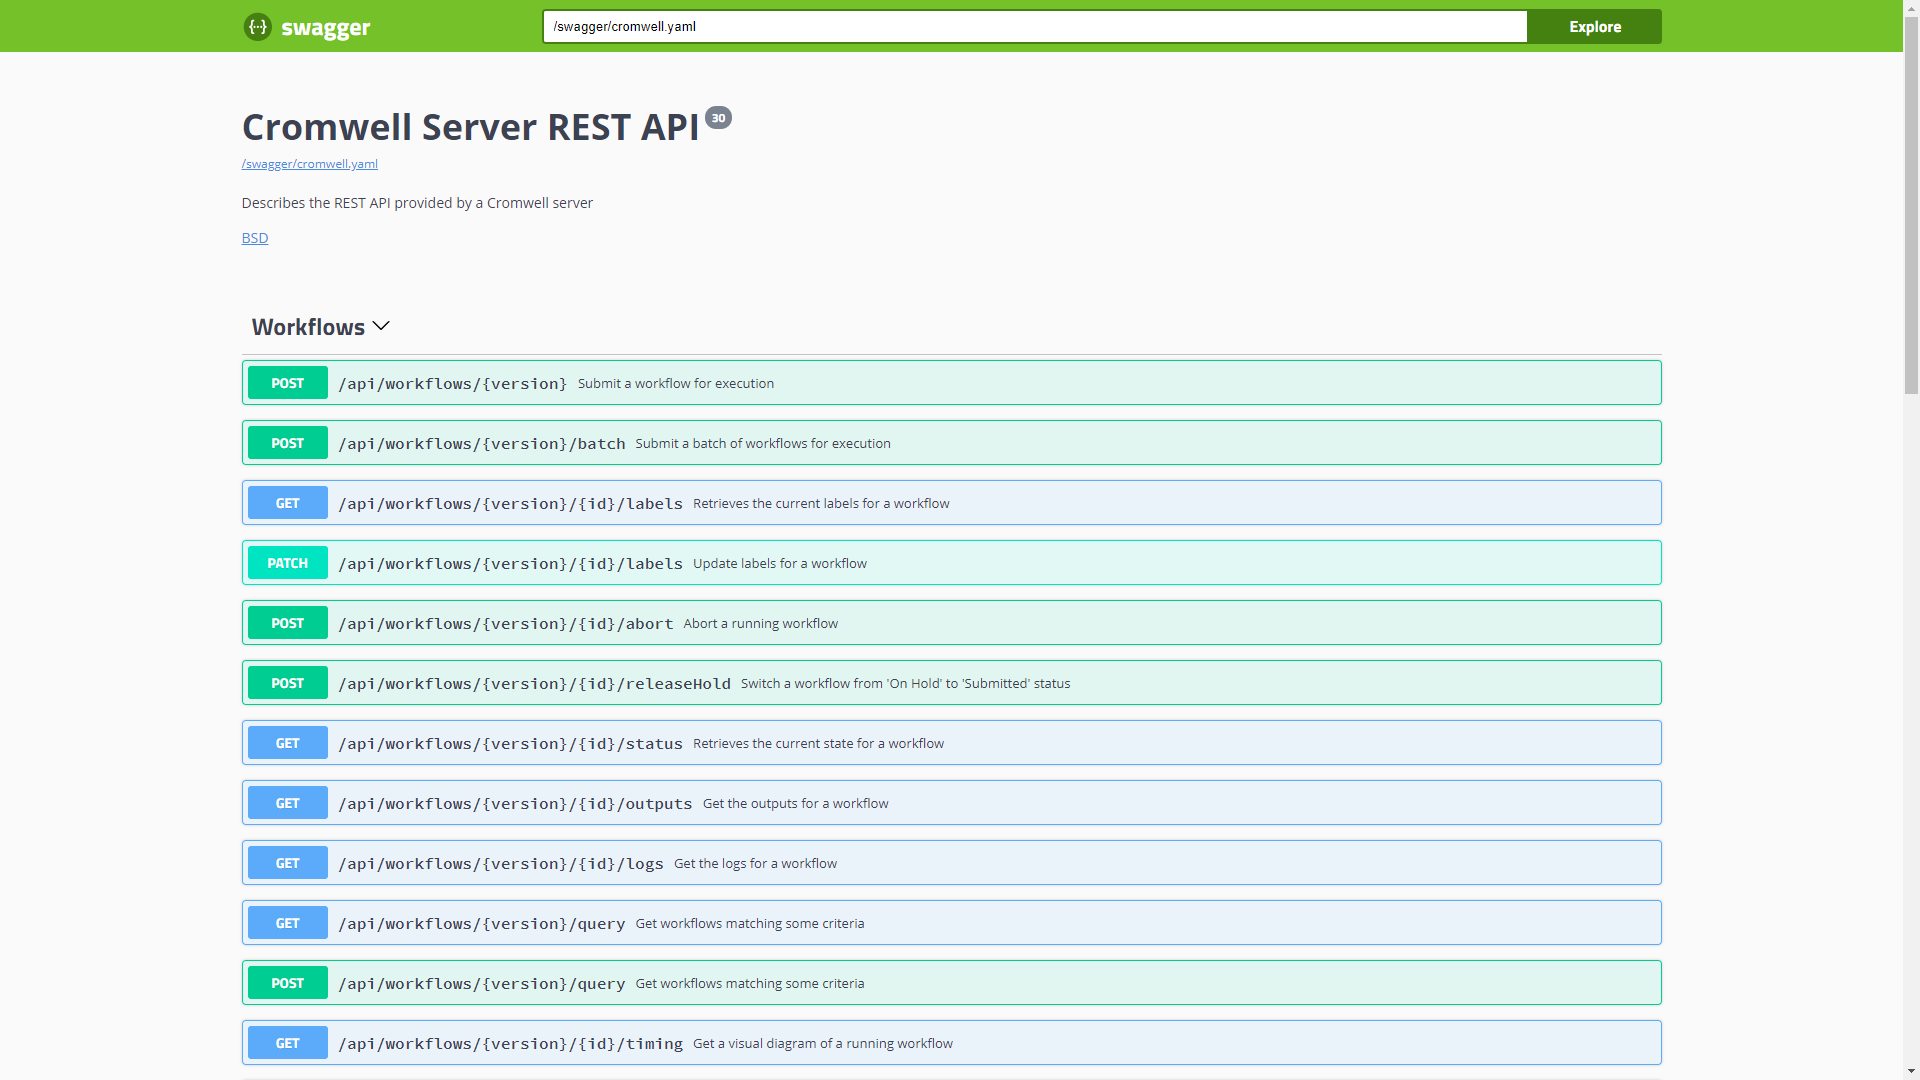 {··} swagger
/swagger/cromwell.yaml
Explore
Cromwell Server REST API 30
/swagger/cromwell.yaml
Describes the REST API provided by a Cromwell server
BSD
Workflows
POST /api/workflows/{version} Submit a workflow for execution
POST /api/workflows/{version}/batch Submit a batch of workflows for execution
GET /api/workflows/{version}/{id}/labels Retrieves the current labels for a workflow
PATCH /api/workflows/{version}/{id}/labels Update labels for a workflow
POST /api/workflows/{version}/{id}/abort Abort a running workflow
POST /api/workflows/{version}/{id}/releaseHold Switch a workflow from 'On Hold' to 'Submitted' status
GET /api/workflows/{version}/{id}/status Retrieves the current state for a workflow
GET /api/workflows/{version}/{id}/outputs Get the outputs for a workflow
GET /api/workflows/{version}/{id}/logs Get the logs for a workflow
GET /api/workflows/{version}/query Get workflows matching some criteria
POST /api/workflows/{version}/query Get workflows matching some criteria
GET /api/workflows/{version}/{id}/timing Get a visual diagram of a running workflow